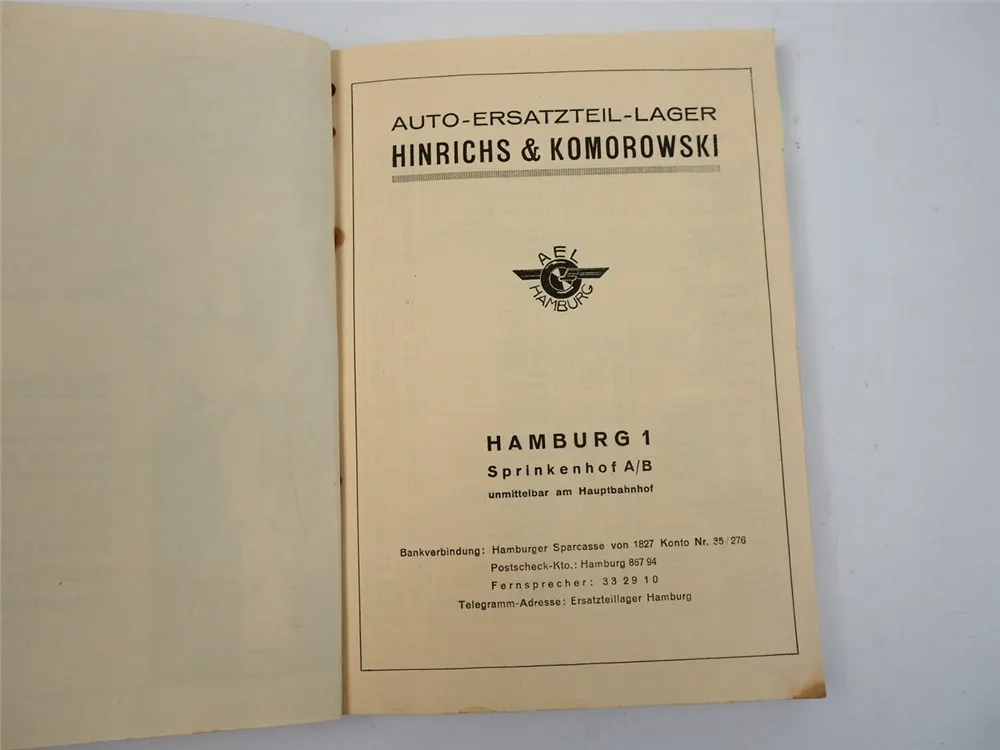 AUTO-ERSATZTEIL-LAGER
HINRICHS & KOMOROWSKI
AEL
HAMBURG
HAMBURG 1
Sprinkenhof A/B
unmittelbar am Hauptbahnhof
Bankverbindung: Hamburger Sparcasse von 1827 Konto Nr. 35/276
Postscheck-Kto.: Hamburg 857 94
Fernsprecher: 33 29 10
Telegramm-Adresse: Ersatzteillager Hamburg